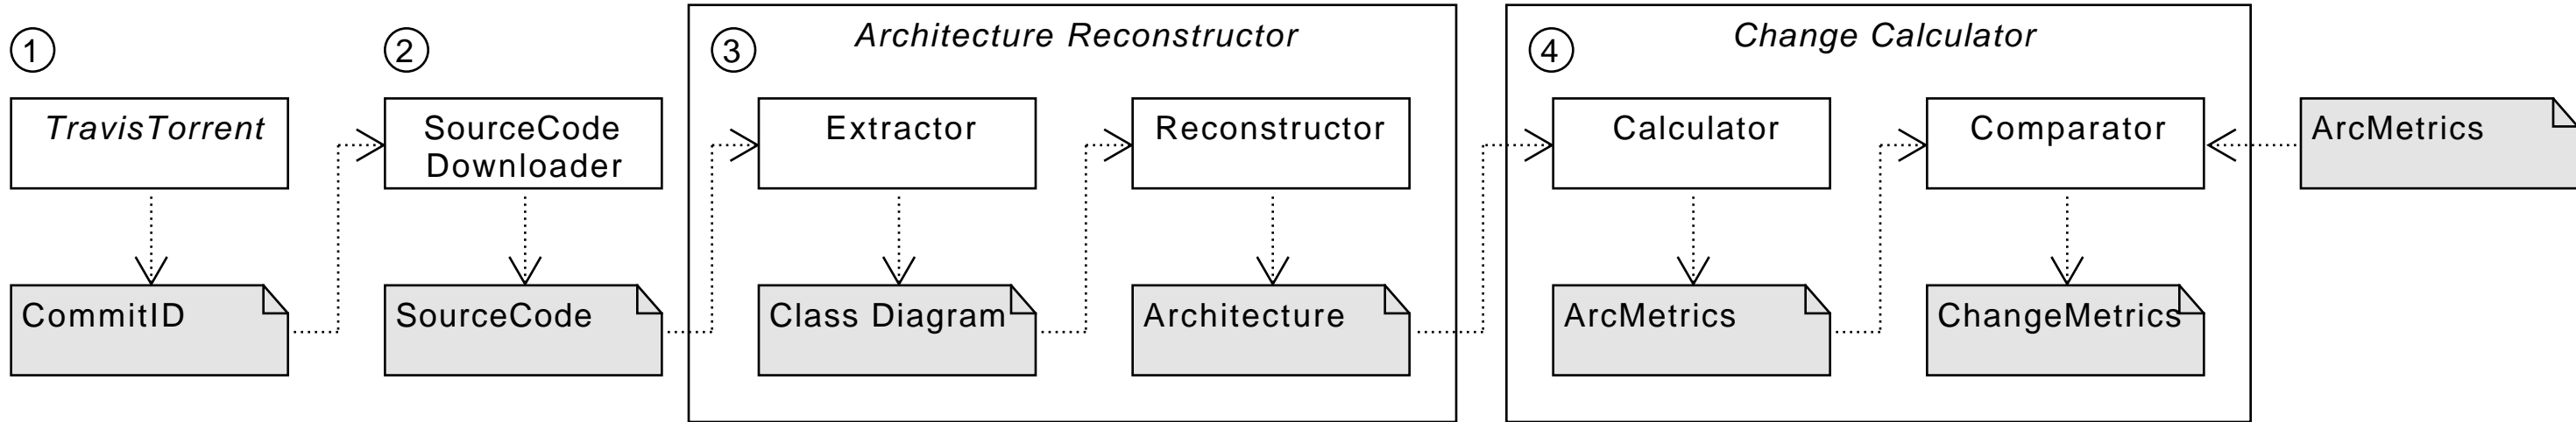 1
TravisTorrent
CommitID
2
SourceCode
Downloader
SourceCode
3
Architecture Reconstructor
Extractor
Class Diagram
Reconstructor
Architecture
4
Change Calculator
Calculator
ArcMetrics
Comparator
ChangeMetrics
ArcMetrics